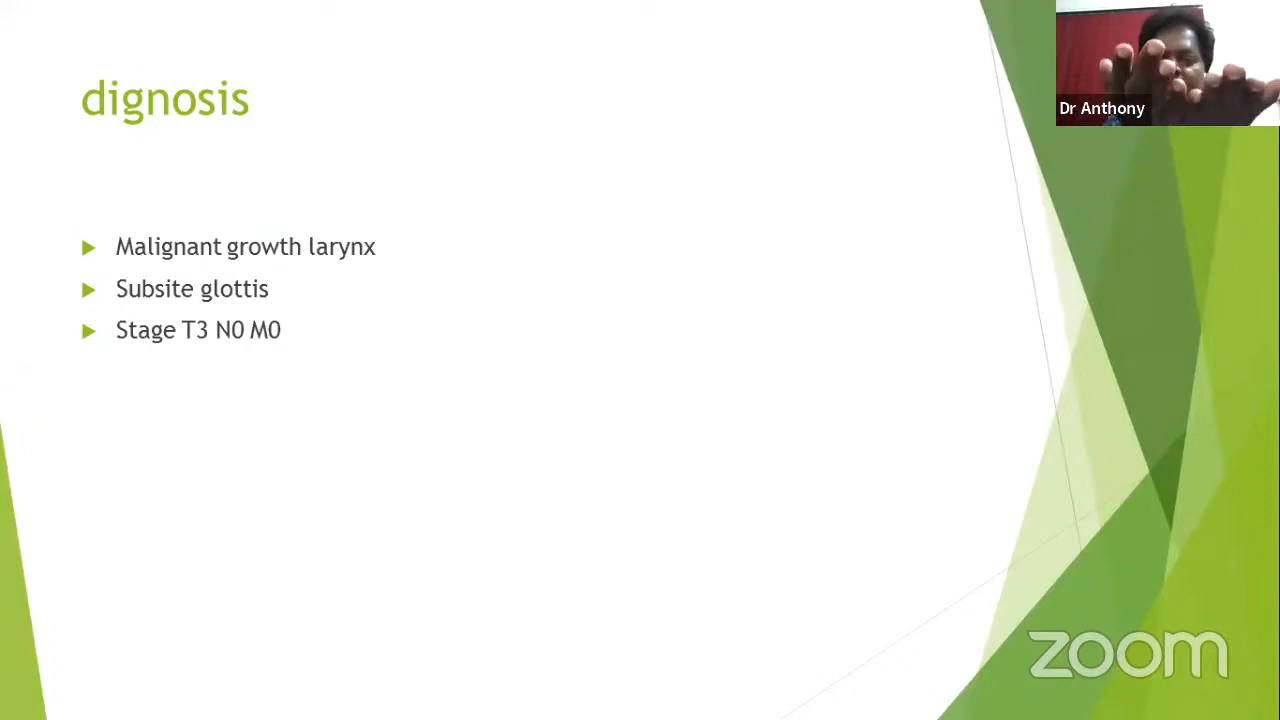 dignosis
Malignant growth larynx
Subsite glottis
Stage T3 N0 M0
Dr Anthony
zoom